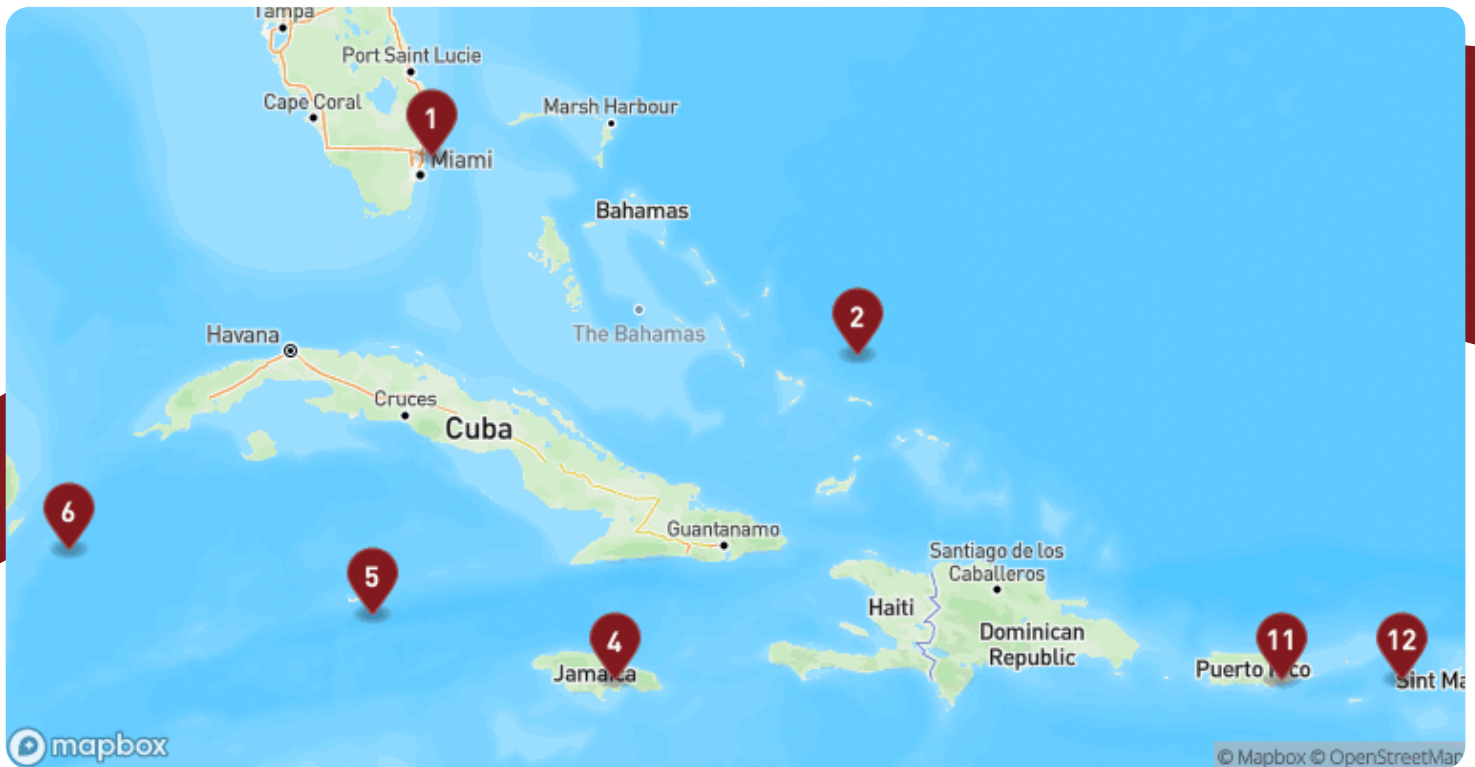 Tampa
Port Saint Lucie
Cape Coral
Marsh Harbour
1
Miami
Bahamas
2
Havana
The Bahamas
Cruces
Cuba
6
Guantanamo
5
Santiago de los
Caballeros
Haiti
4
11
12
Dominican
Republic
Jamaica
Puerto Rico
Sint Ma
mapbox
© Mapbox © OpenStreetMap